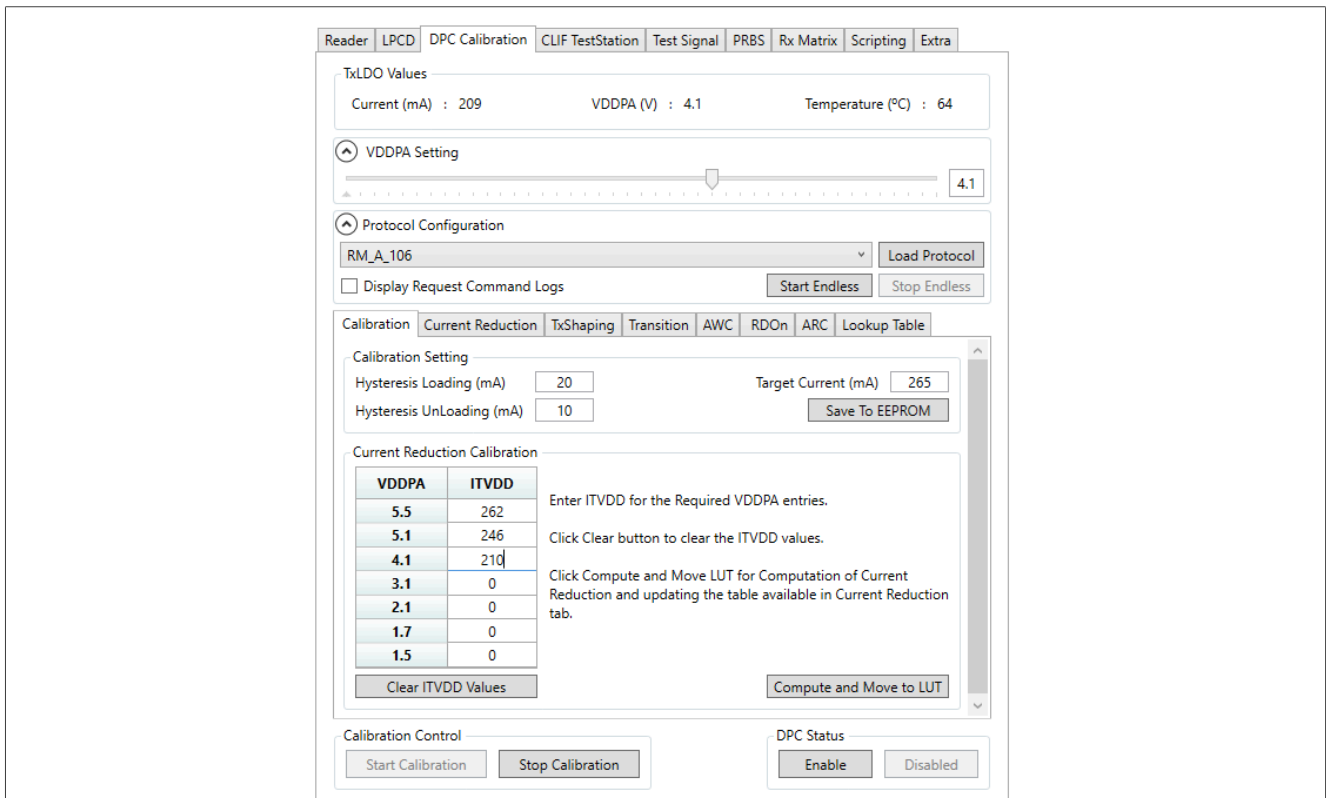 Reader LPCD DPC Calibration CLIF TestStation Test Signal PRBS Rx Matrix Scripting Extra
TxLDO Values
Current (mA) : 209 VDDPA (V) : 4.1 Temperature (ºC) : 64
VDDPA Setting
4.1
Protocol Configuration
RM_A_106 Load Protocol
Display Request Command Logs Start Endless Stop Endless
Calibration Current Reduction TxShaping Transition AWC RDOn ARC Lookup Table
Calibration Setting
Hysteresis Loading (mA) 20 Target Current (mA) 265
Hysteresis UnLoading (mA) 10 Save To EEPROM
Current Reduction Calibration
VDDPA ITVDD
5.5 262
5.1 246
4.1 210
3.1 0
2.1 0
1.7 0
1.5 0
Enter ITVDD for the Required VDDPA entries.
Click Clear button to clear the ITVDD values.
Click Compute and Move LUT for Computation of Current
Reduction and updating the table available in Current Reduction
tab.
Clear ITVDD Values Compute and Move to LUT
Calibration Control DPC Status
Start Calibration Stop Calibration Enable Disabled